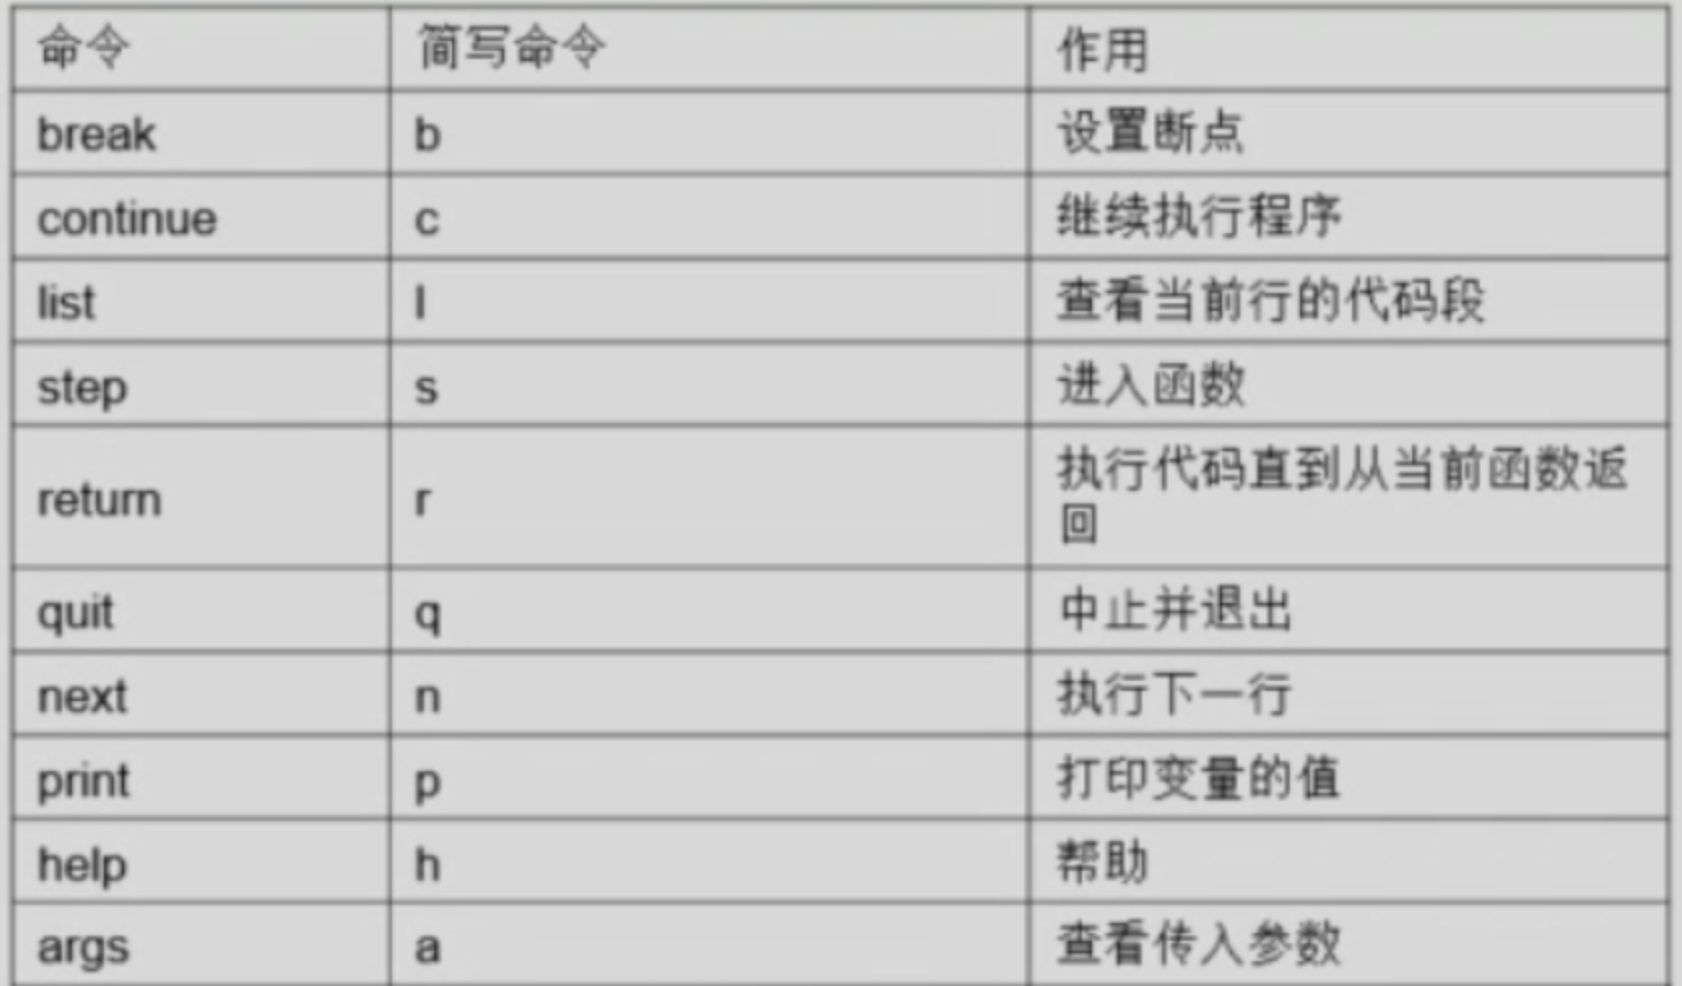 命令 简写命令 作用
break b 设置断点
continue c 继续执行程序
list l 查看当前行的代码段
step s 进入函数
return r 执行代码直到从当前函数返
回
quit q 中止并退出
next n 执行下一行
print p 打印变量的值
help h 帮助
args a 查看传入参数